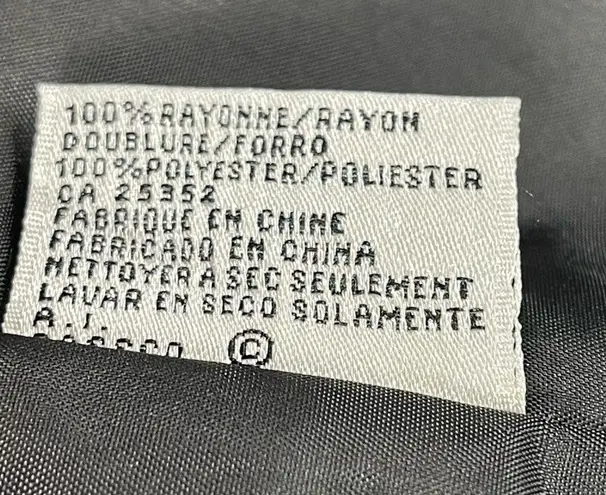 100% RAYONNE/RAYON
DOUBLURE/FORRO
100%POLYESTER/POLIESTER
CA 25352
FABRIQUE EN CHINE
FABRICADO EN CHINA
NETTOYER A SEC SEULEMENT
LAVAR EN SECO SOLAMENTE
A.J.
©